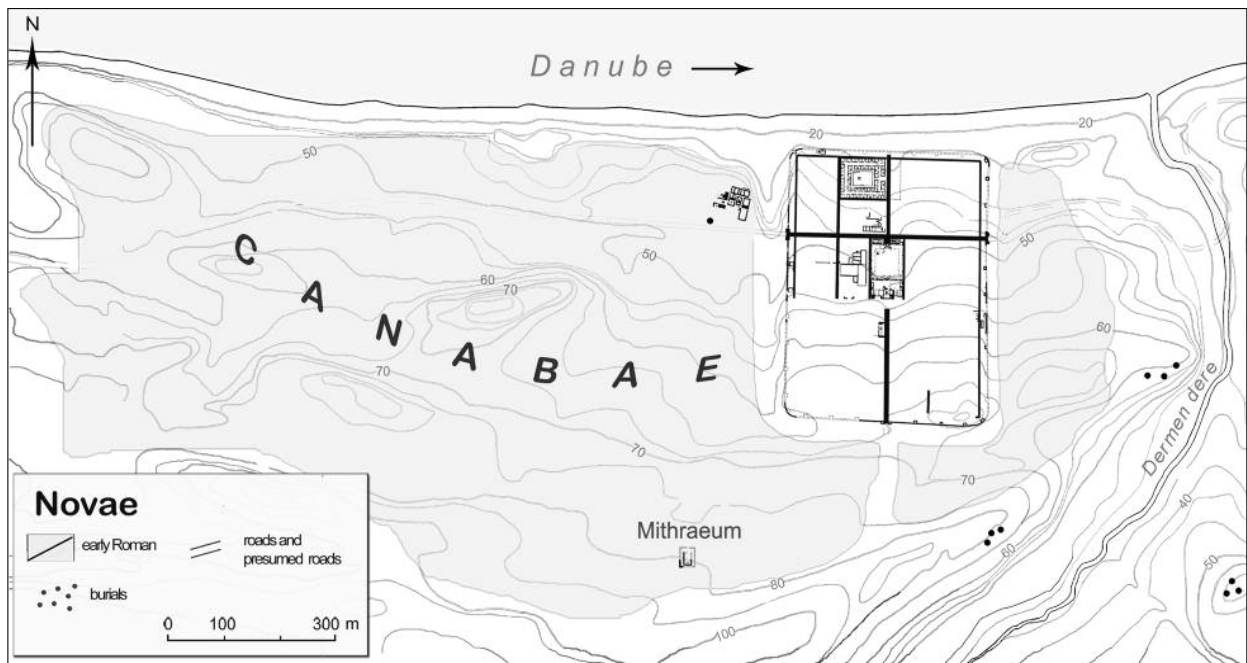 N
Danube
20
20
50
50
50
60
70
CANABAE
60
70
70
70
Dermen dere
40
Mithraeum
60
80
50
100
Novae
early Roman
roads and
presumed roads
burials
0 100 300 m